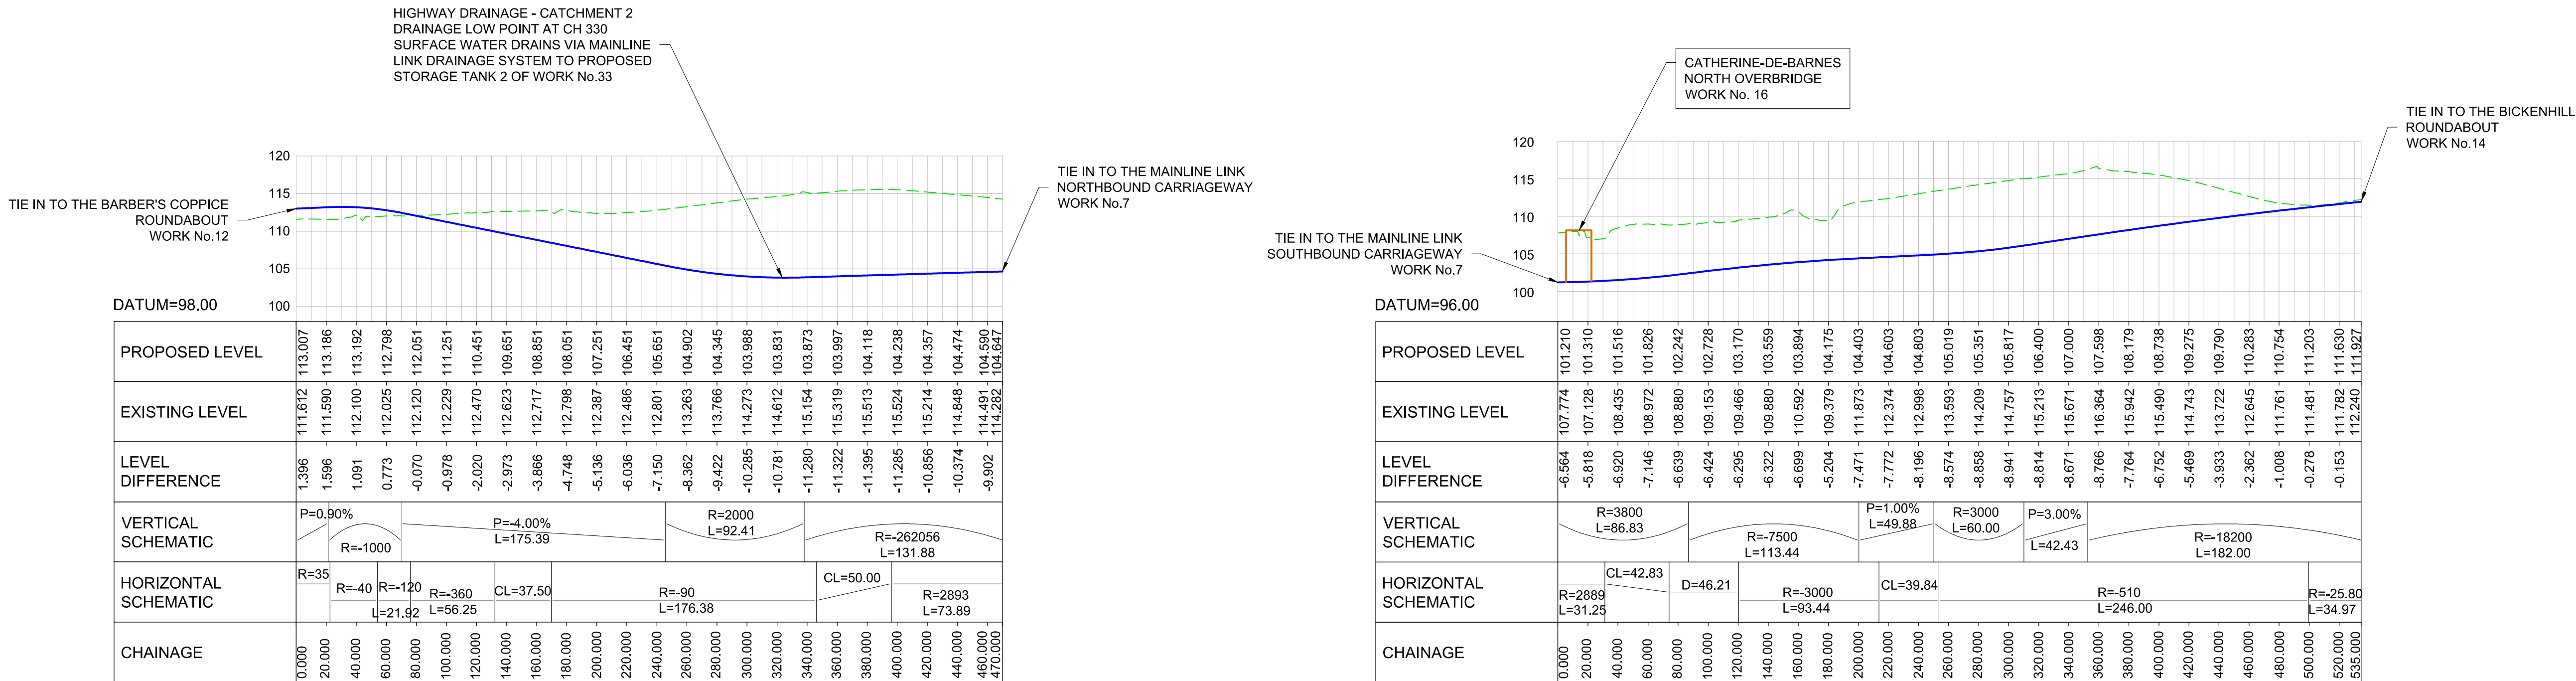 HIGHWAY DRAINAGE - CATCHMENT 2
DRAINAGE LOW POINT AT CH 330
SURFACE WATER DRAINS VIA MAINLINE
LINK DRAINAGE SYSTEM TO PROPOSED
STORAGE TANK 2 OF WORK No.33
TIE IN TO THE BARBER'S COPPICE
ROUNDABOUT
WORK No.12
TIE IN TO THE MAINLINE LINK
NORTHBOUND CARRIAGEWAY
WORK No.7
120
115
110
105
100
DATUM=98.00
PROPOSED LEVEL
113.007 113.186 113.192 112.798 112.051 111.251 110.451 109.651 108.851 108.051 107.251 106.451 105.651 104.902 104.345 103.988 103.831 103.873 103.997 104.118 104.238 104.357 104.474 104.590 104.647
EXISTING LEVEL
111.612 111.590 112.100 112.025 112.120 112.229 112.470 112.623 112.717 112.798 112.387 112.486 112.801 113.263 113.766 114.273 114.612 115.154 115.319 115.513 115.524 115.214 114.848 114.491 114.282
LEVEL
DIFFERENCE
1.396 1.596 1.091 0.773 -0.070 -0.978 -2.020 -2.973 -3.866 -4.748 -5.136 -6.036 -7.150 -8.362 -9.422 -10.285 -10.781 -11.280 -11.322 -11.395 -11.285 -10.856 -10.374 -9.902
VERTICAL
SCHEMATIC
P=0.90%
R=-1000
P=-4.00%
L=175.39
R=2000
L=92.41
R=-262056
L=131.88
HORIZONTAL
SCHEMATIC
R=35
R=-40
R=-120
L=21.92
R=-360
L=56.25
CL=37.50
R=-90
L=176.38
CL=50.00
R=2893
L=73.89
CHAINAGE
0.000 20.000 40.000 60.000 80.000 100.000 120.000 140.000 160.000 180.000 200.000 220.000 240.000 260.000 280.000 300.000 320.000 340.000 360.000 380.000 400.000 420.000 440.000 460.000 470.000
CATHERINE-DE-BARNES
NORTH OVERBRIDGE
WORK No. 16
TIE IN TO THE BICKENHILL
ROUNDABOUT
WORK No.14
TIE IN TO THE MAINLINE LINK
SOUTHBOUND CARRIAGEWAY
WORK No.7
120
115
110
105
100
DATUM=96.00
PROPOSED LEVEL
101.210 101.310 101.516 101.826 102.242 102.728 103.170 103.559 103.894 104.175 104.403 104.603 104.803 105.019 105.351 105.817 106.400 107.000 107.598 108.179 108.738 109.275 109.790 110.283 110.754 111.203 111.630 111.927
EXISTING LEVEL
107.774 107.128 108.435 108.972 108.880 109.153 109.466 109.880 110.592 109.379 111.873 112.374 112.998 113.593 114.209 114.757 115.213 115.671 116.364 115.942 115.490 114.743 113.722 112.645 111.761 111.481 111.782 112.240
LEVEL
DIFFERENCE
-6.564 -5.818 -6.920 -7.146 -6.639 -6.424 -6.295 -6.322 -6.699 -5.204 -7.471 -7.772 -8.196 -8.574 -8.858 -8.941 -8.814 -8.671 -8.766 -7.764 -6.752 -5.469 -3.933 -2.362 -1.008 -0.278 -0.153
VERTICAL
SCHEMATIC
R=3800
L=86.83
R=-7500
L=113.44
P=1.00%
L=49.88
R=3000
L=60.00
P=3.00%
L=42.43
R=-18200
L=182.00
HORIZONTAL
SCHEMATIC
R=2889
L=31.25
CL=42.83
D=46.21
R=-3000
L=93.44
CL=39.84
R=-510
L=246.00
R=-25.80
L=34.97
CHAINAGE
0.000 20.000 40.000 60.000 80.000 100.000 120.000 140.000 160.000 180.000 200.000 220.000 240.000 260.000 280.000 300.000 320.000 340.000 360.000 380.000 400.000 420.000 440.000 460.000 480.000 500.000 520.000 535.000